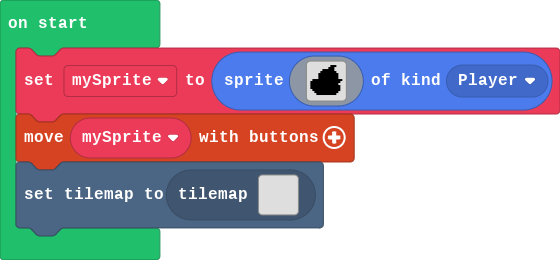 on start
set mySprite to sprite of kind Player
move mySprite with buttons
set tilemap to tilemap